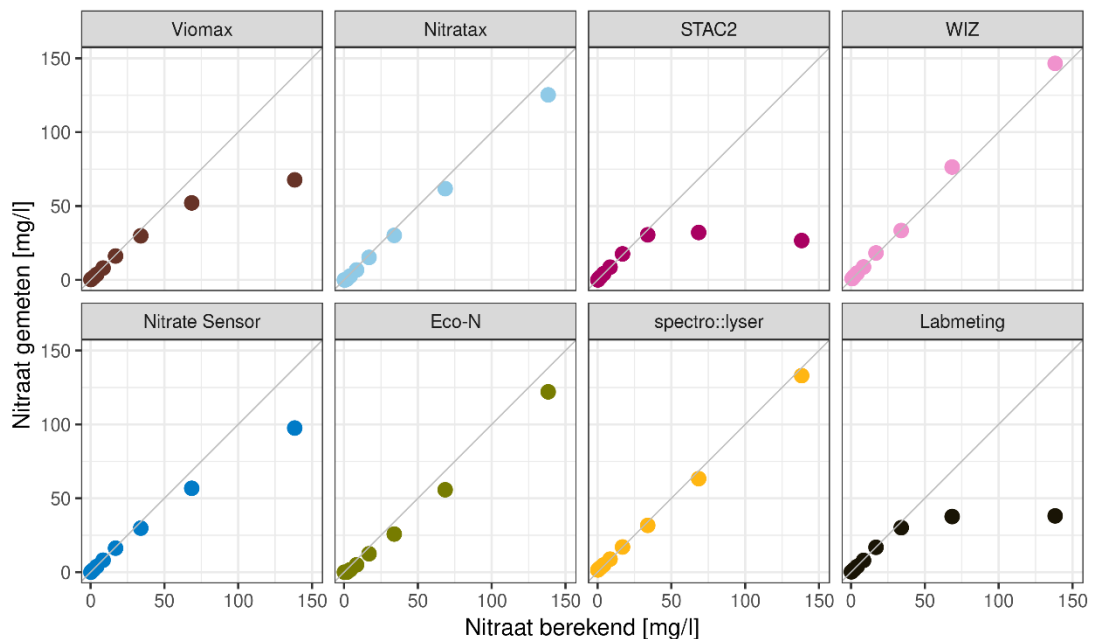 Viomax Nitratax STAC2 WIZ
150
100
50
0
Nitrate Sensor Eco-N spectro::lyser Labmeting
150
100
50
0
0 50 100 150 0 50 100 150 0 50 100 150 0 50 100 150
Nitraat berekend [mg/l]
Nitraat gemeten [mg/l]